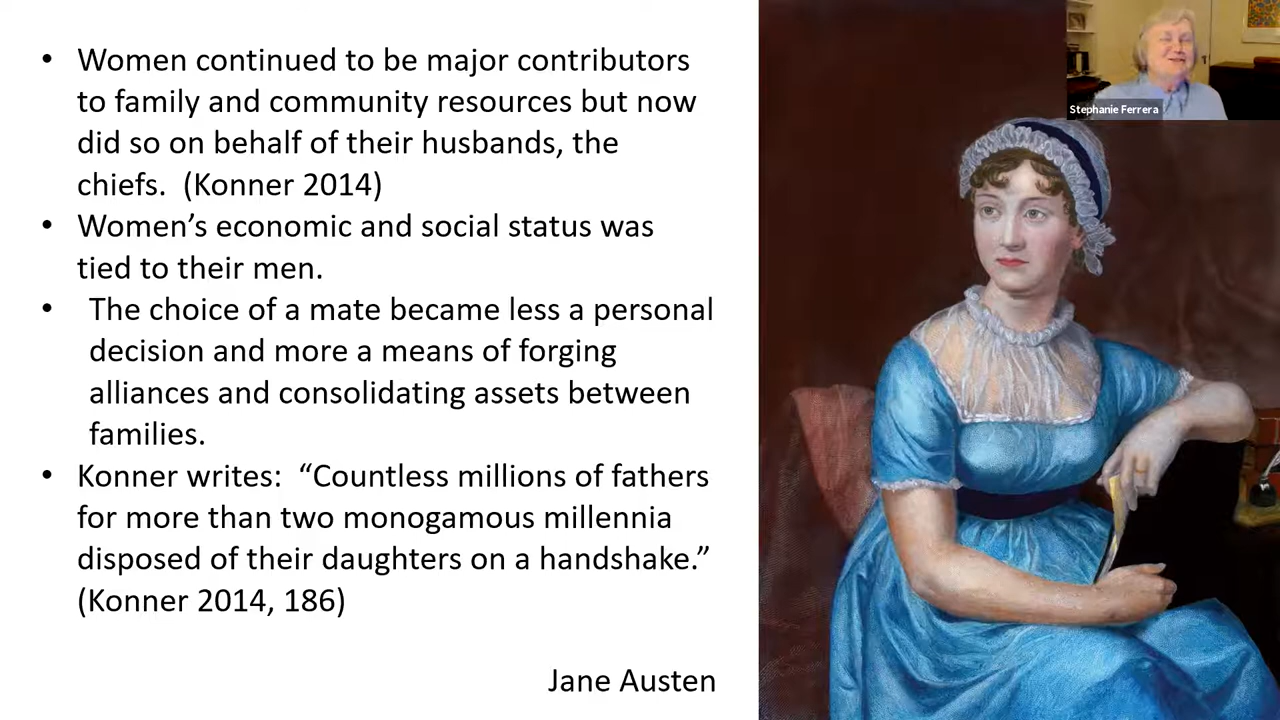 • Women continued to be major contributors
to family and community resources but now
did so on behalf of their husbands, the
chiefs.  (Konner 2014)
• Women’s economic and social status was
tied to their men.
• The choice of a mate became less a personal
decision and more a means of forging
alliances and consolidating assets between
families.
• Konner writes:  “Countless millions of fathers
for more than two monogamous millennia
disposed of their daughters on a handshake.”
(Konner 2014, 186)
Jane Austen
Stephanie Ferrera